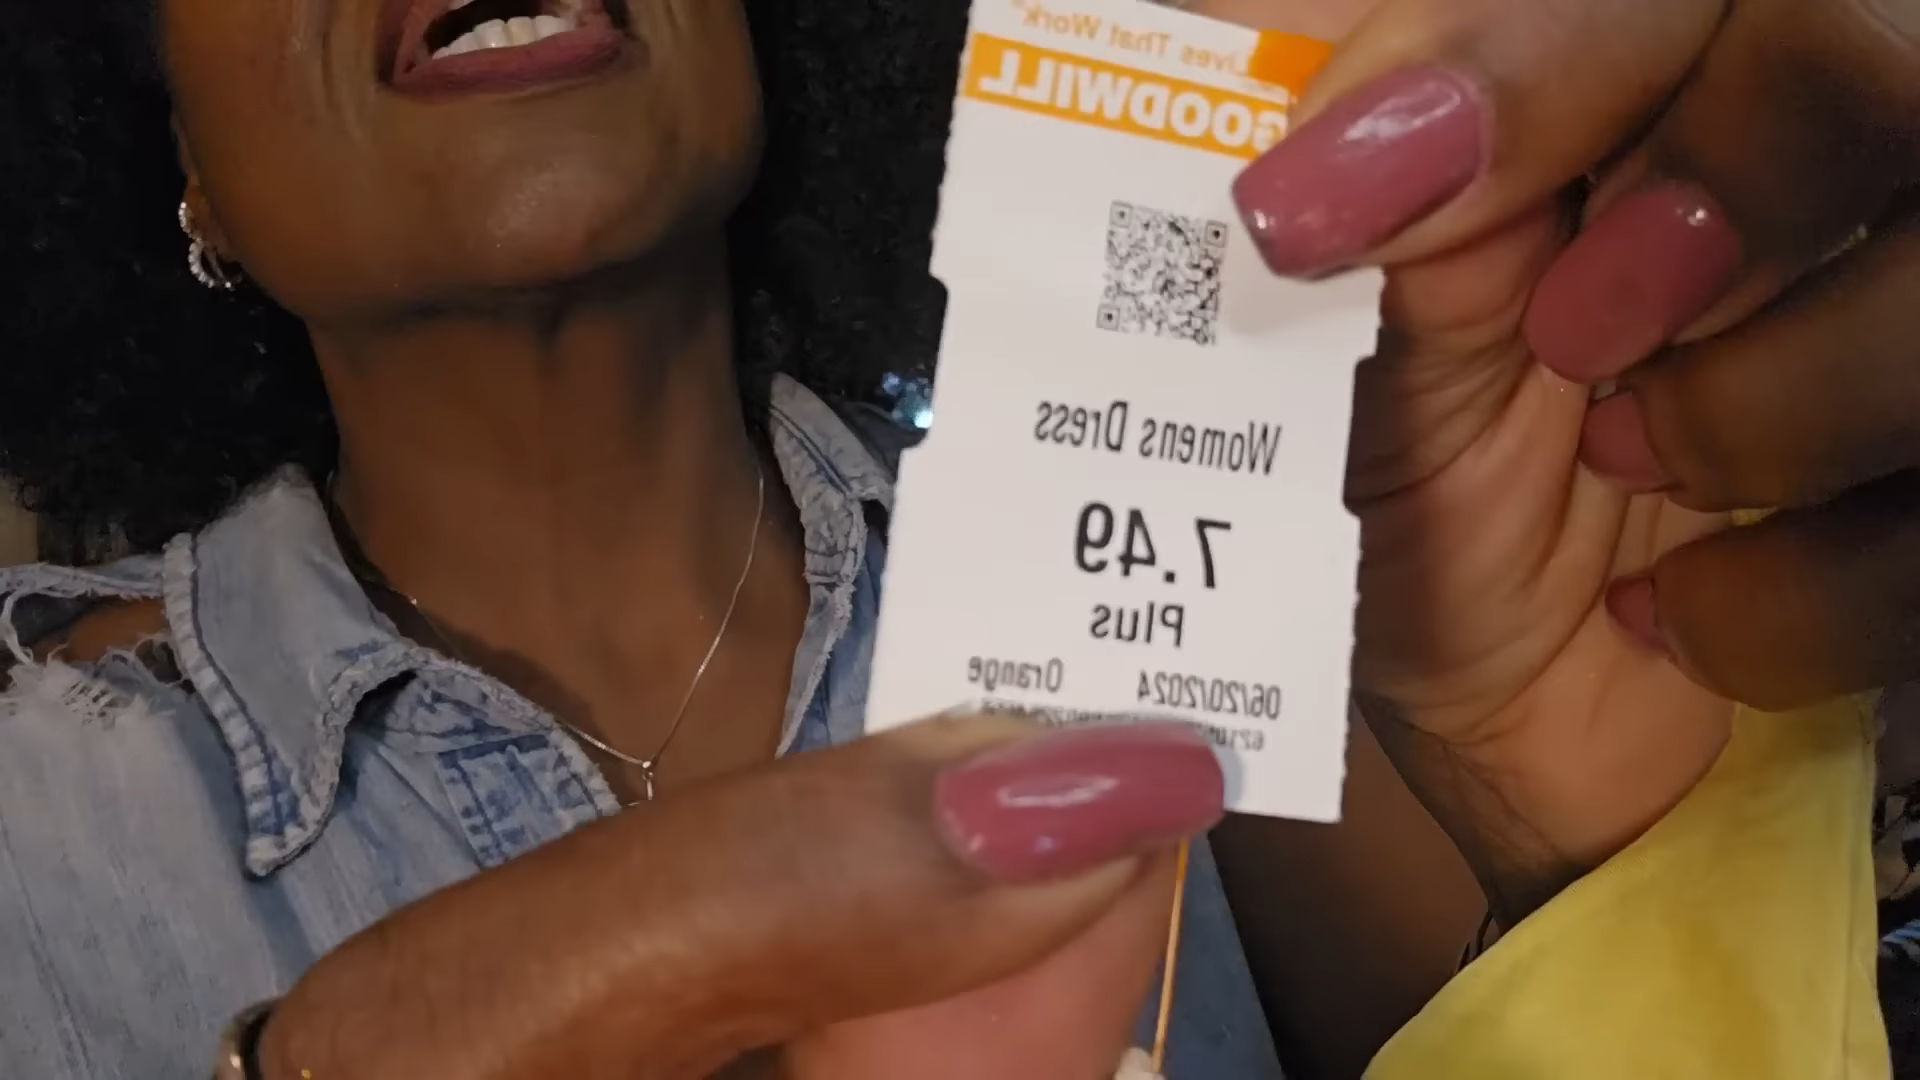 Lives That Work
GOODWILL
Womens Dress
7.49
Plus
06/20/2024 Orange